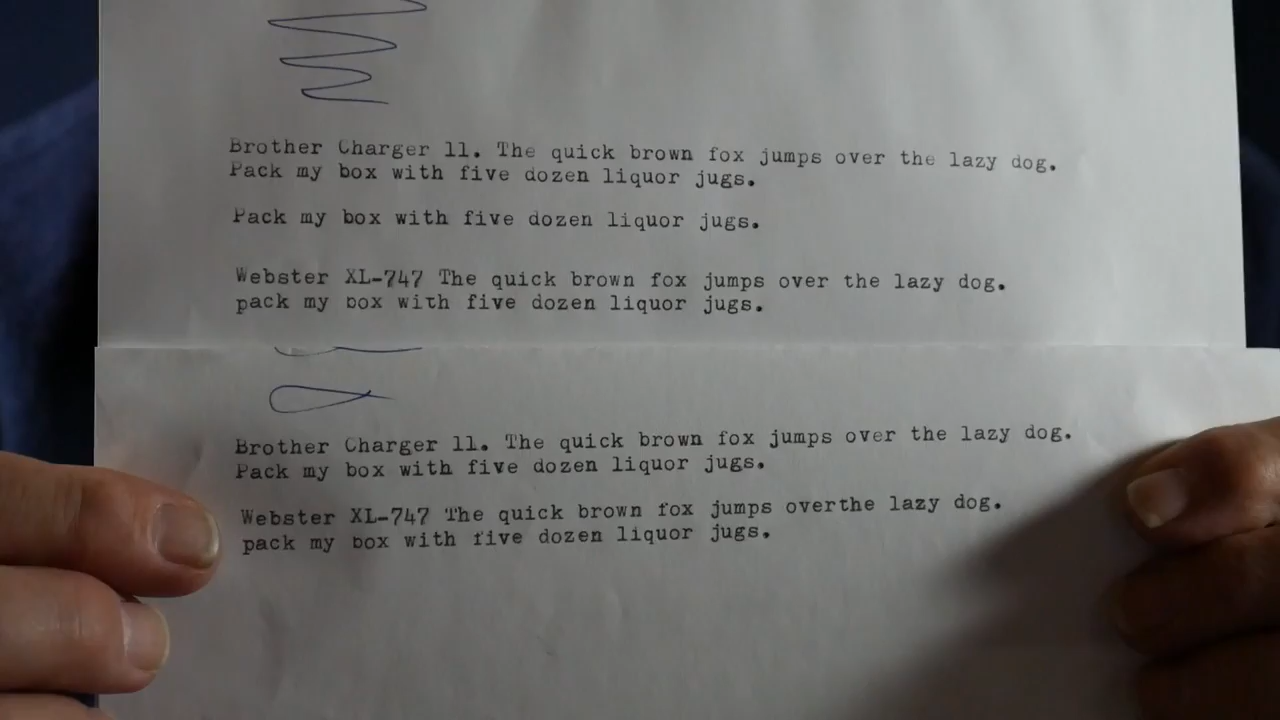 Brother Charger 11. The quick brown fox jumps over the lazy dog.
Pack my box with five dozen liquor jugs.
Pack my box with five dozen liquor jugs.
Webster XL-747 The quick brown fox jumps over the lazy dog.
pack my box with five dozen liquor jugs.
Brother Charger 11. The quick brown fox jumps over the lazy dog.
Pack my box with five dozen liquor jugs.
Webster XL-747 The quick brown fox jumps overthe lazy dog.
pack my box with five dozen liquor jugs.